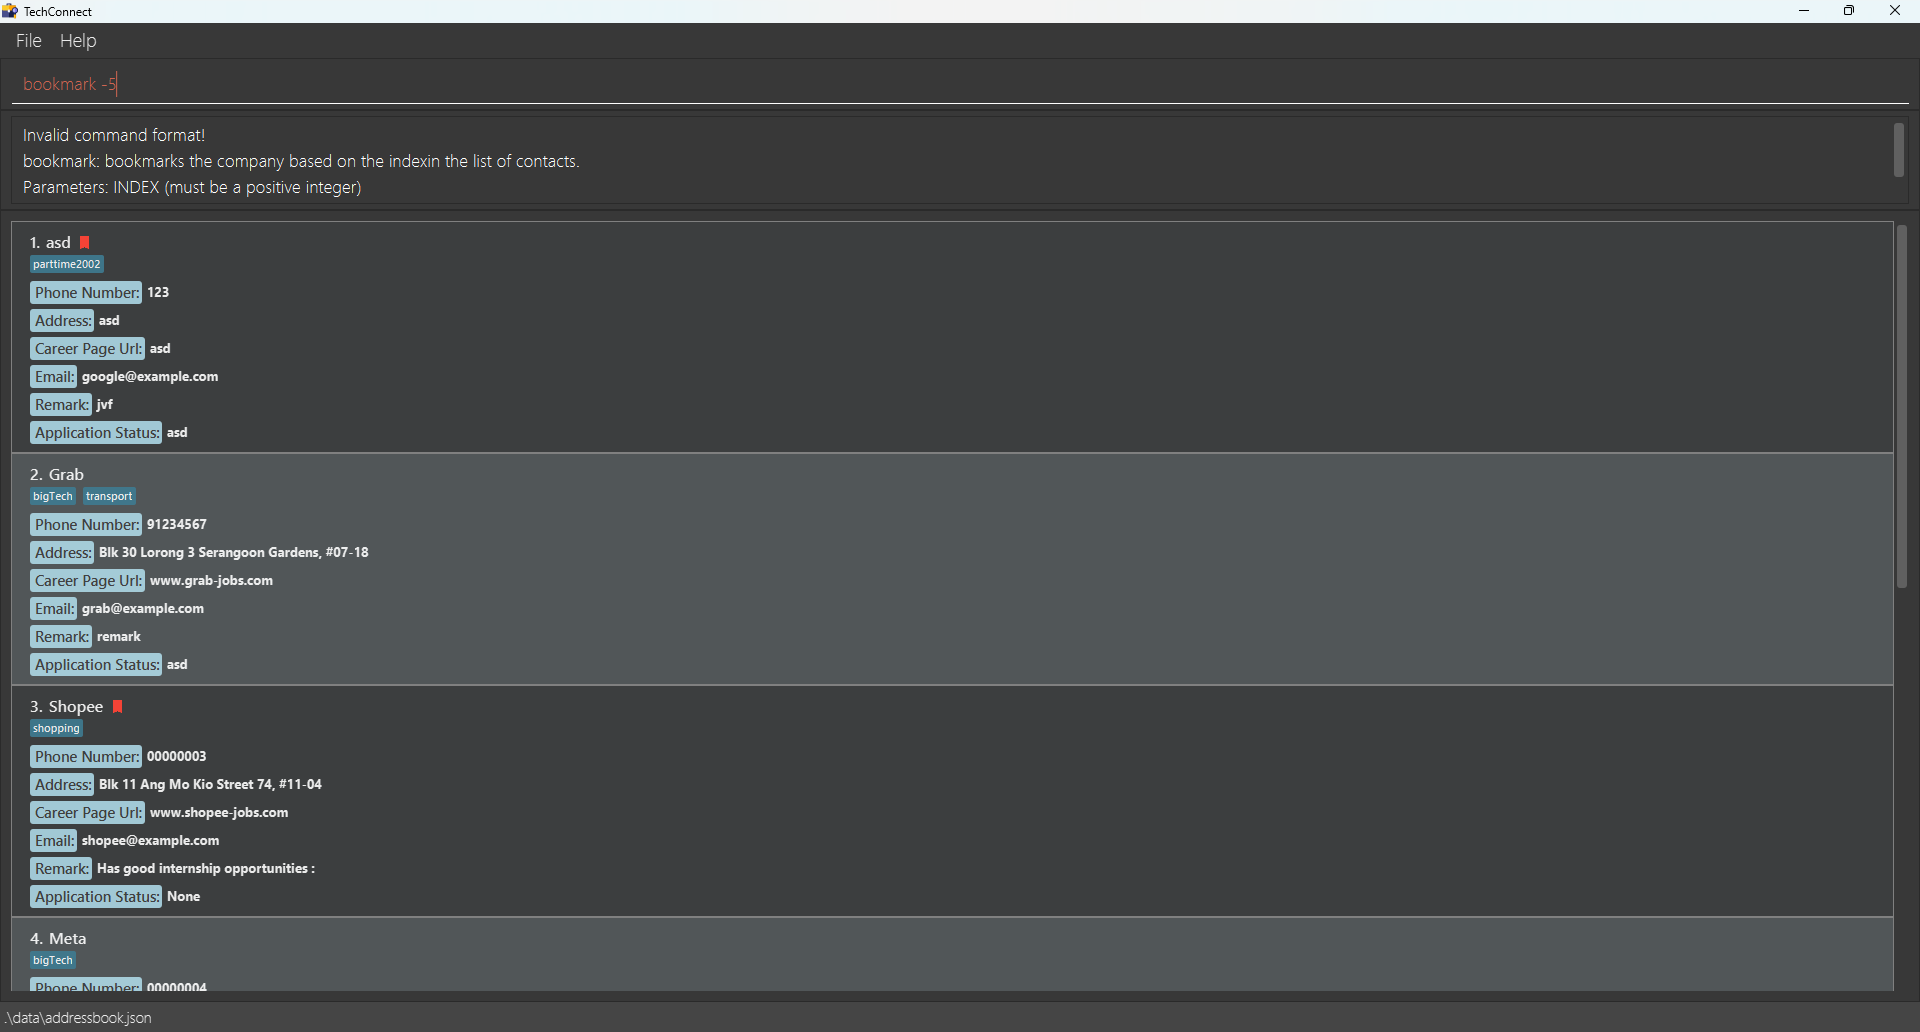 TechConnect
File Help
bookmark -5
Invalid command format!
bookmark: bookmarks the company based on the indexin the list of contacts.
Parameters: INDEX (must be a positive integer)
1. asd
parttime2002
Phone Number: 123
Address: asd
Career Page Url: asd
Email: google@example.com
Remark: jvf
Application Status: asd
2. Grab
bigTech transport
Phone Number: 91234567
Address: Blk 30 Lorong 3 Serangoon Gardens, #07-18
Career Page Url: www.grab-jobs.com
Email: grab@example.com
Remark: remark
Application Status: asd
3. Shopee
shopping
Phone Number: 00000003
Address: Blk 11 Ang Mo Kio Street 74, #11-04
Career Page Url: www.shopee-jobs.com
Email: shopee@example.com
Remark: Has good internship opportunities :
Application Status: None
4. Meta
bigTech
Phone Number: 00000004
.\data\addressbook.json